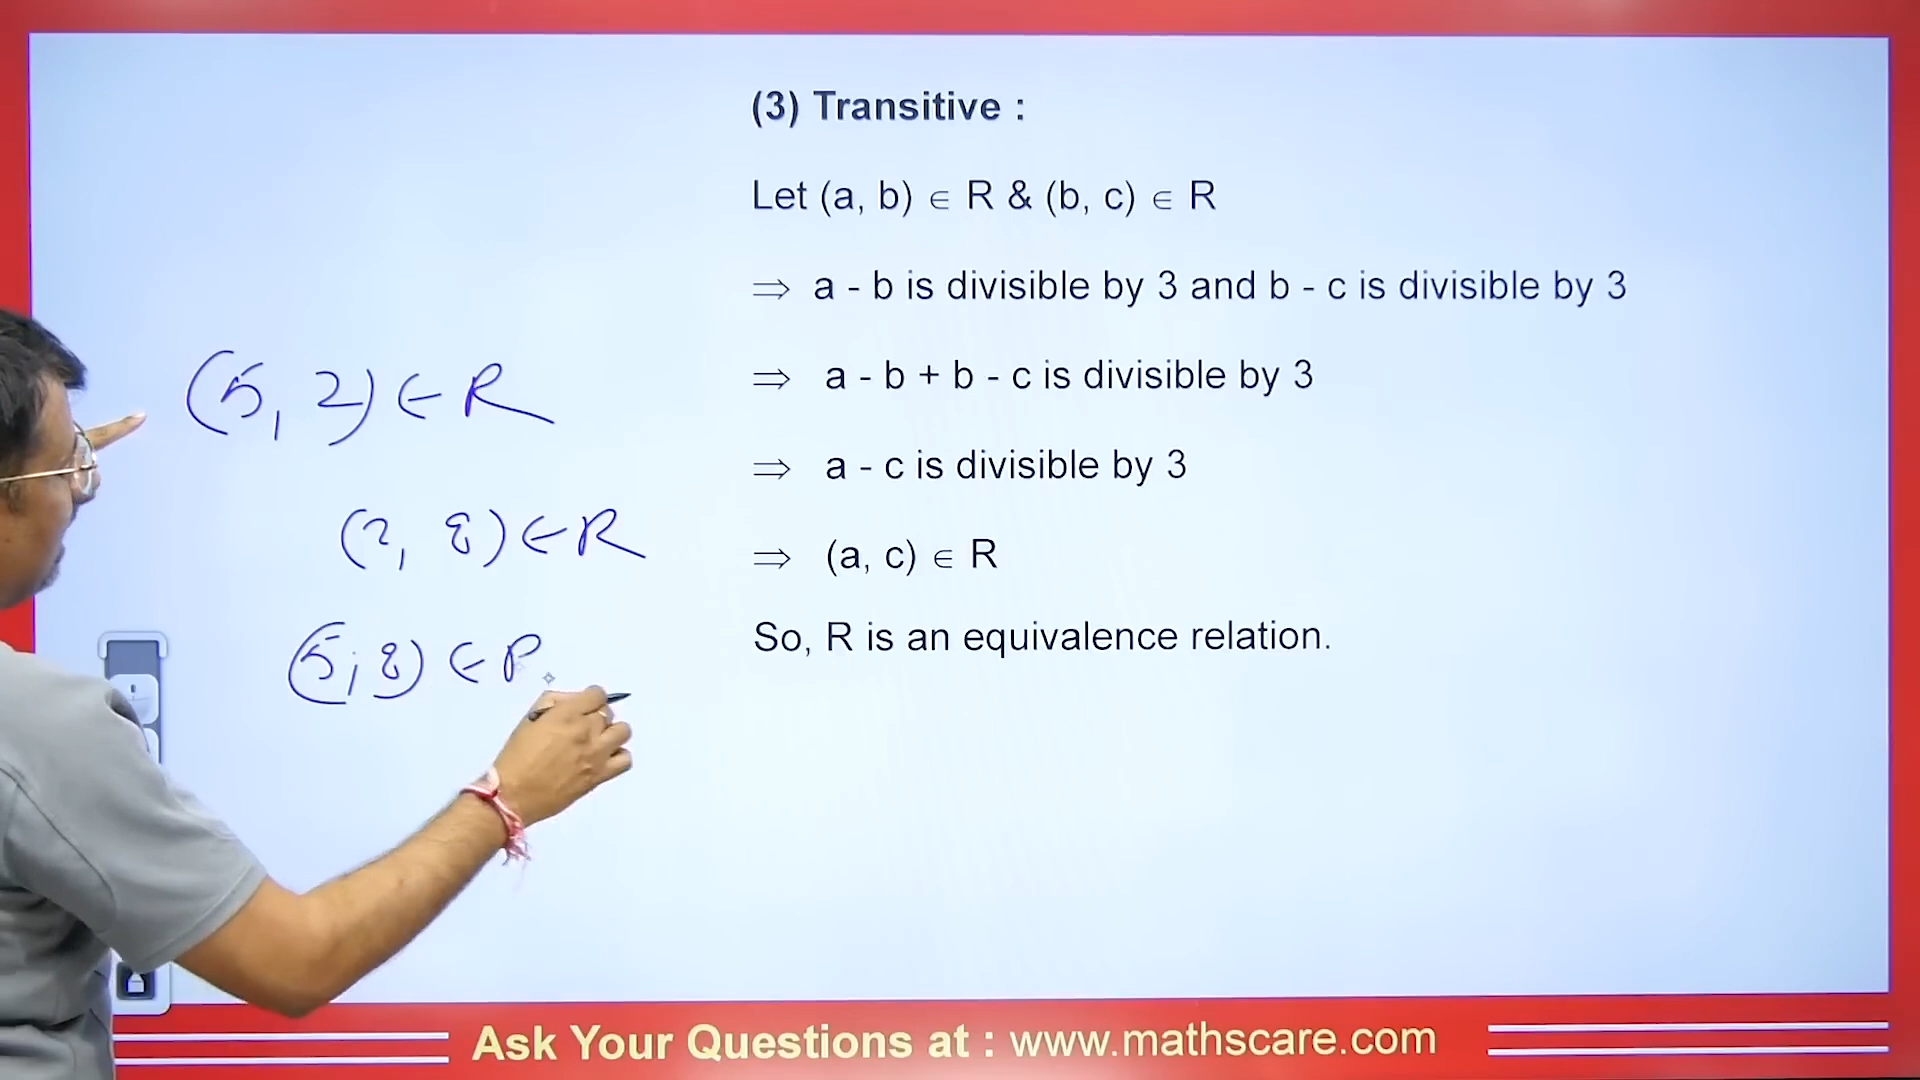 (3) Transitive :
Let (a, b) ∈ R & (b, c) ∈ R
⇒ a - b is divisible by 3 and b - c is divisible by 3
⇒ a - b + b - c is divisible by 3
⇒ a - c is divisible by 3
⇒ (a, c) ∈ R
So, R is an equivalence relation.
(5, 2) ∈ R
(2, 8) ∈ R
(5, 8) ∈ R
Ask Your Questions at : www.mathscare.com